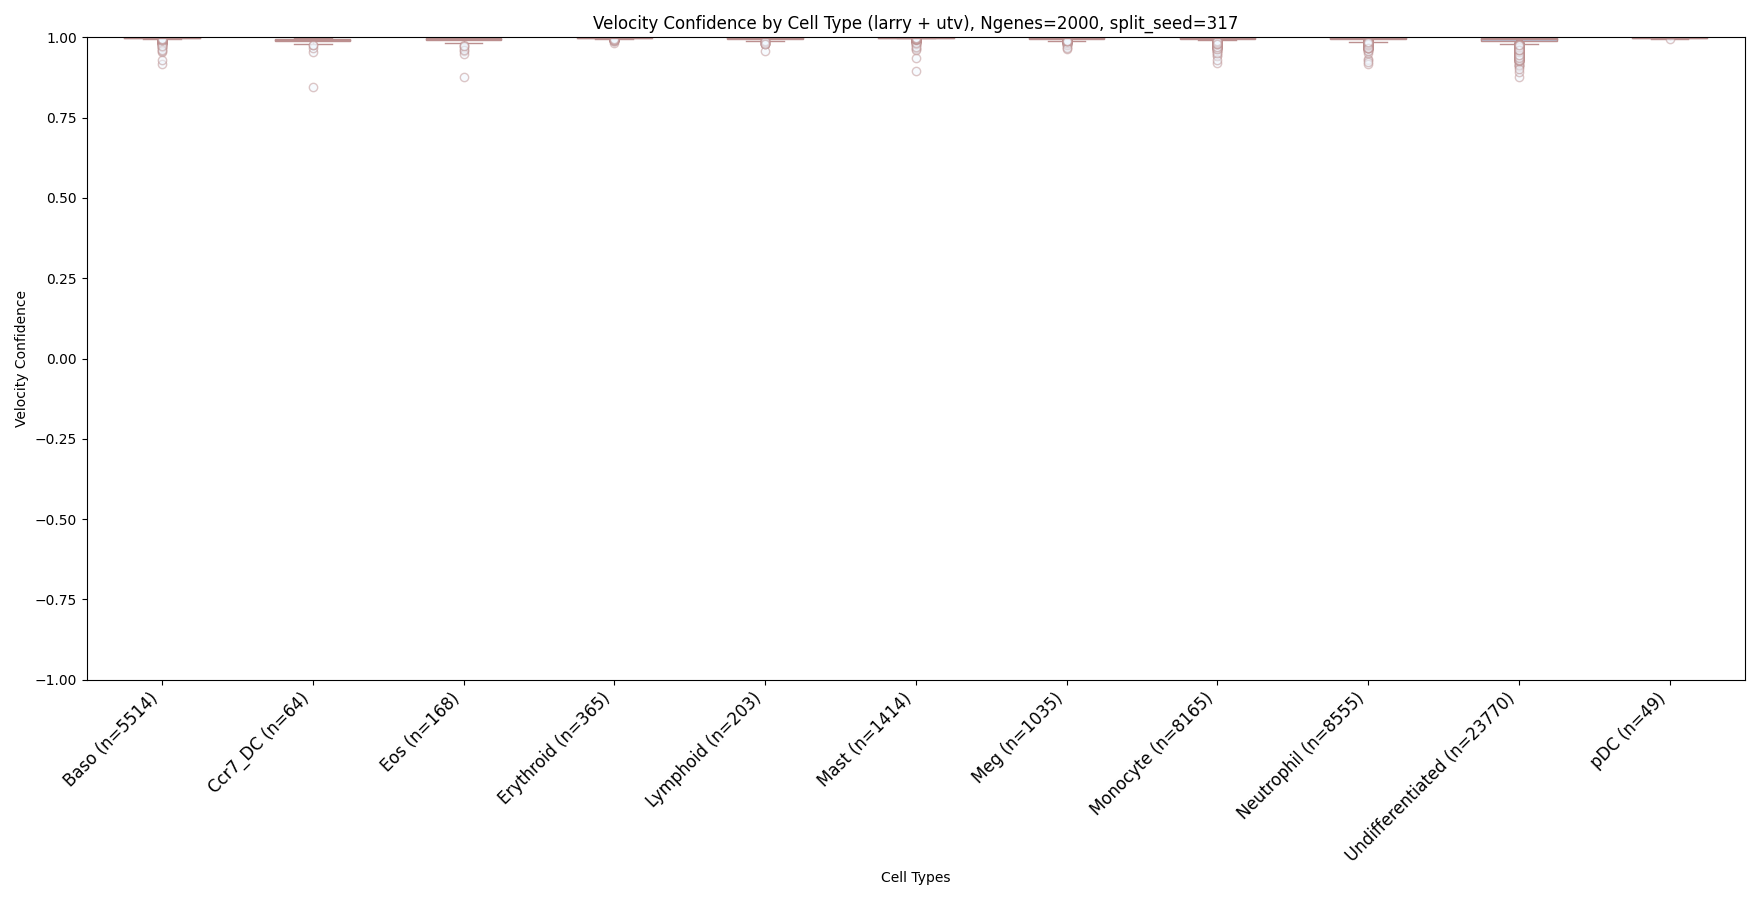 Velocity Confidence by Cell Type (larry + utv), Ngenes=2000, split_seed=317
1.00
0.75
0.50
0.25
0.00
−0.25
−0.50
−0.75
−1.00
Velocity Confidence
Baso (n=5514)
Ccr7_DC (n=64)
Eos (n=168)
Erythroid (n=365)
Lymphoid (n=203)
Mast (n=1414)
Meg (n=1035)
Monocyte (n=8165)
Neutrophil (n=8555)
Undifferentiated (n=23770)
pDC (n=49)
Cell Types